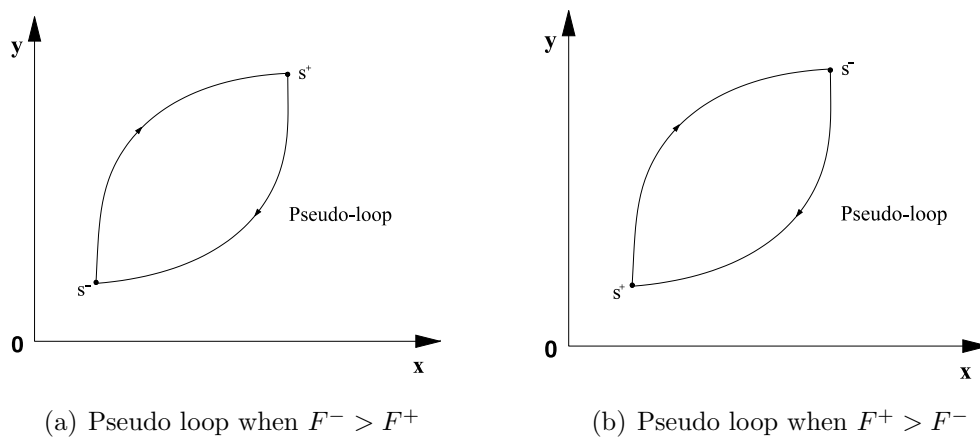 y
s⁺
Pseudo-loop
s⁻
0
x
(a) Pseudo loop when F⁻ > F⁺
y
s⁻
Pseudo-loop
s⁺
0
x
(b) Pseudo loop when F⁺ > F⁻